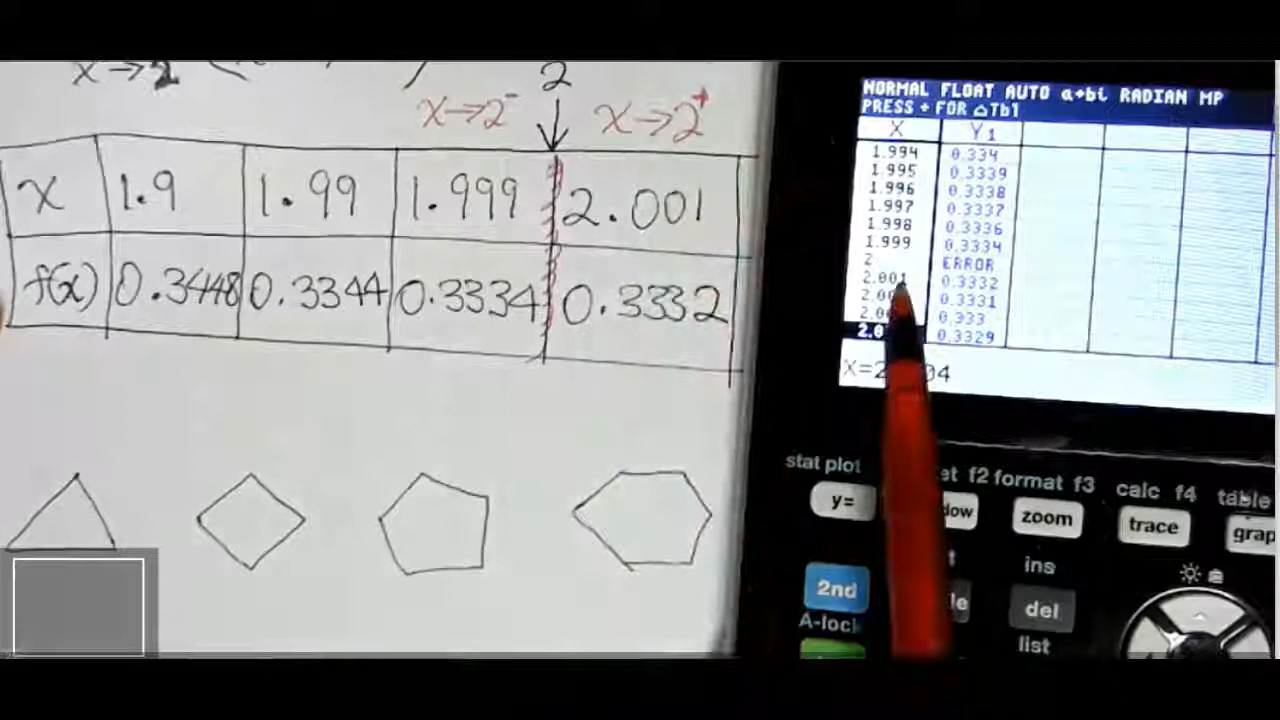 x→2
2
x→2⁻ x→2⁺
x 1.9 1.99 1.999 2.001
f(x) 0.3448 0.3344 0.3334 0.3332
NORMAL FLOAT AUTO a+bi RADIAN MP
PRESS + FOR △Tbl
X Y1
1.994 0.334
1.995 0.3339
1.996 0.3338
1.997 0.3337
1.998 0.3336
1.999 0.3334
2 ERROR
2.001 0.3332
0.3331
0.333
0.3329
stat plot f2 format f3 calc f4 table
y= zoom trace
2nd ins
del
A-lock list